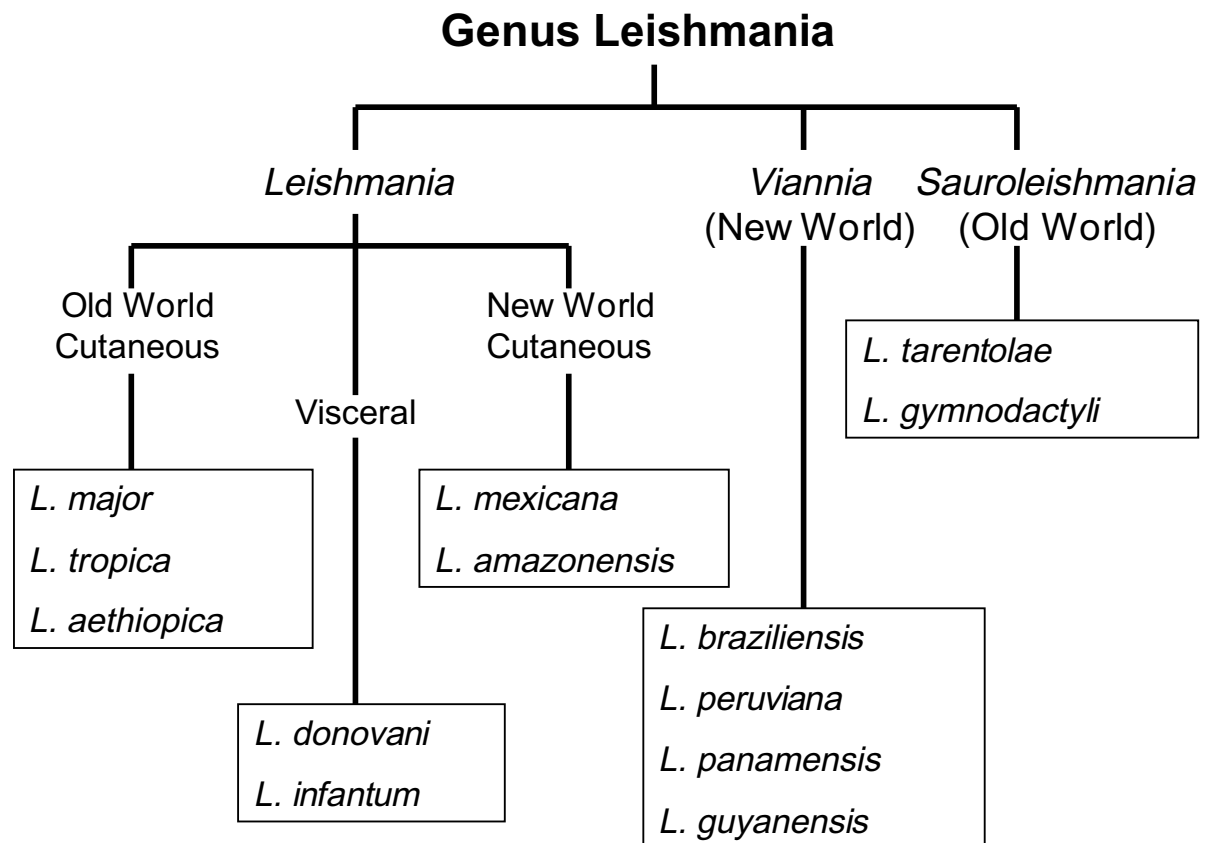 Genus Leishmania
Leishmania
Viannia
(New World)
Sauroleishmania
(Old World)
Old World
Cutaneous
Visceral
New World
Cutaneous
L. tarentolae
L. gymnodactyli
L. major
L. tropica
L. aethiopica
L. mexicana
L. amazonensis
L. donovani
L. infantum
L. braziliensis
L. peruviana
L. panamensis
L. guyanensis